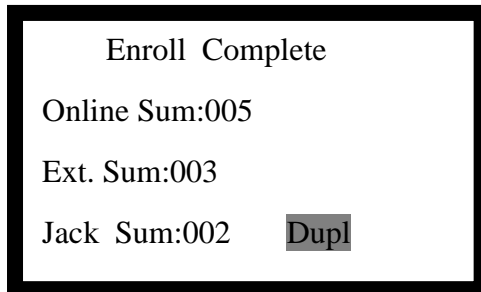 Enroll Complete
Online Sum:005
Ext. Sum:003
Jack Sum:002 Dupl